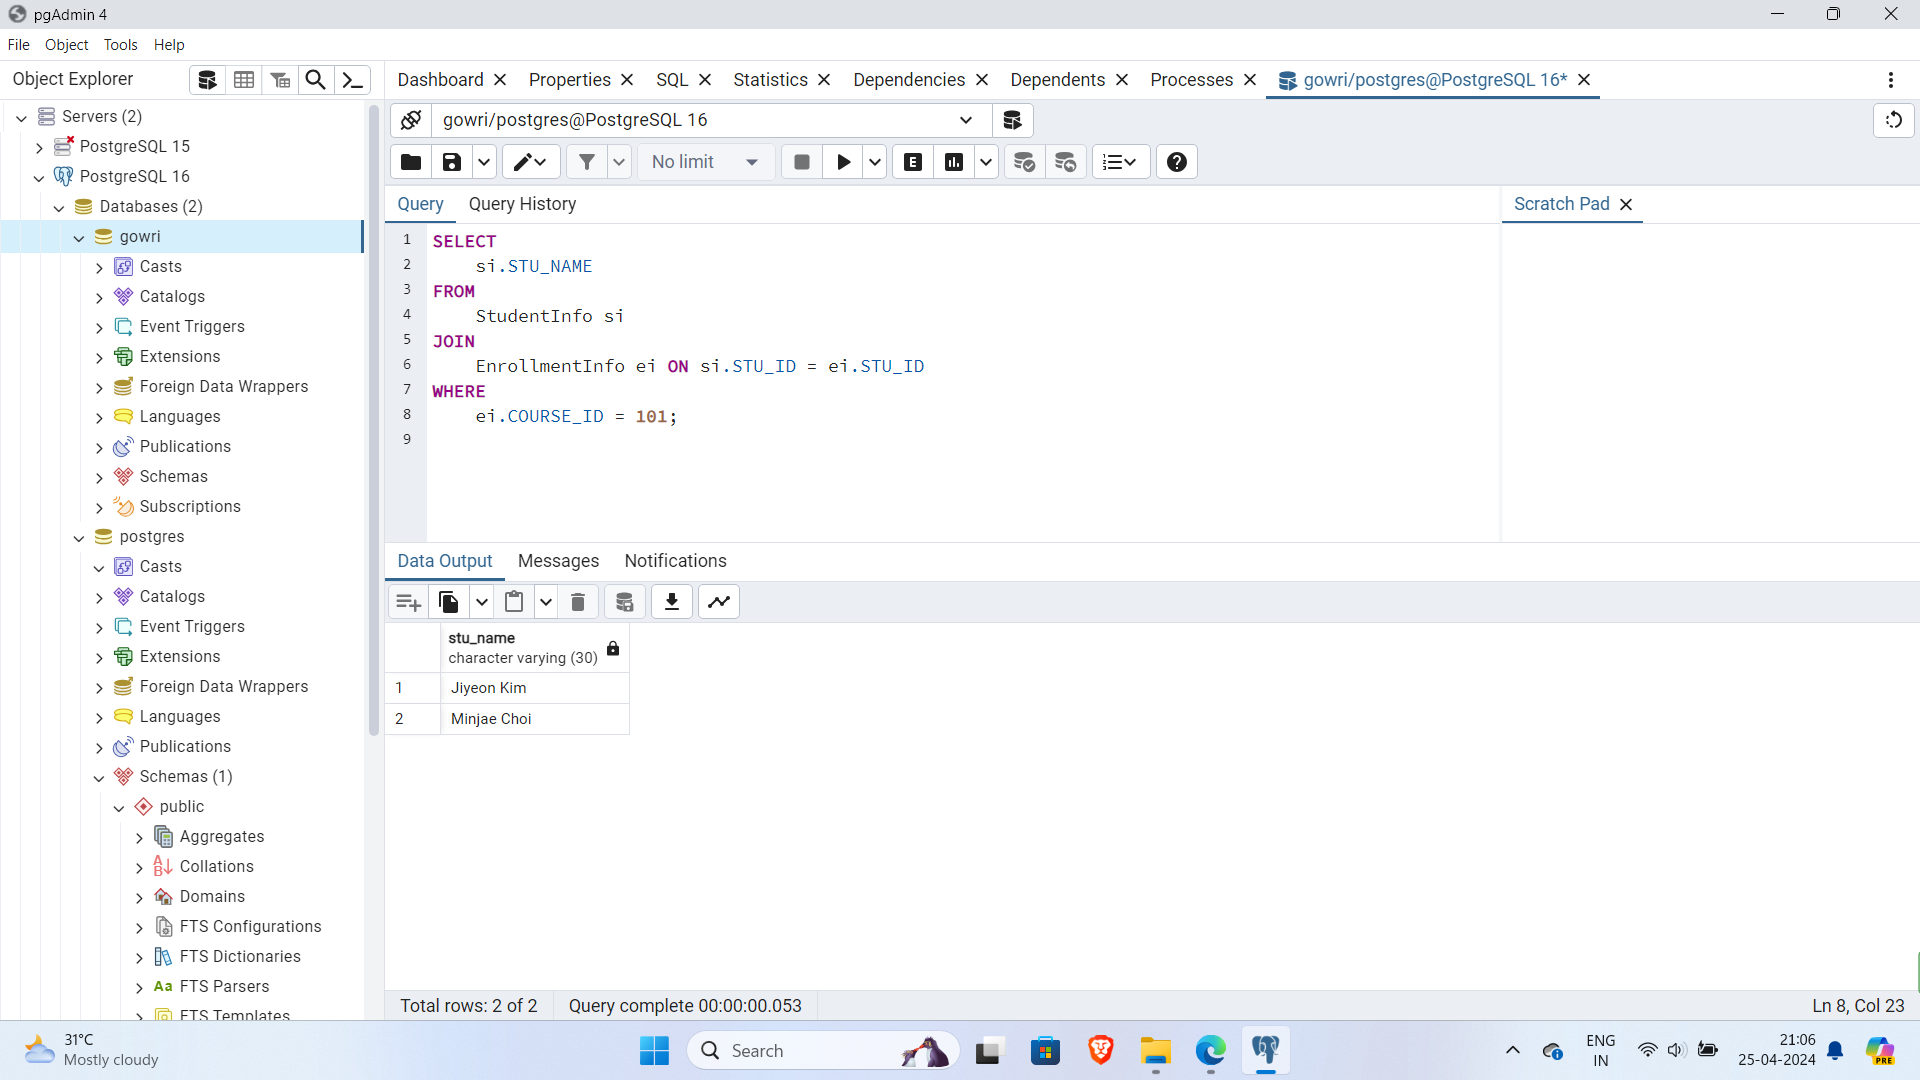 pgAdmin 4
File Object Tools Help
Object Explorer
Dashboard Properties SQL Statistics Dependencies Dependents Processes gowri/postgres@PostgreSQL 16*
Servers (2)
PostgreSQL 15
PostgreSQL 16
Databases (2)
gowri
Casts
Catalogs
Event Triggers
Extensions
Foreign Data Wrappers
Languages
Publications
Schemas
Subscriptions
postgres
Casts
Catalogs
Event Triggers
Extensions
Foreign Data Wrappers
Languages
Publications
Schemas (1)
public
Aggregates
Collations
Domains
FTS Configurations
FTS Dictionaries
Aa FTS Parsers
FTS Templates
gowri/postgres@PostgreSQL 16
No limit E
Query Query History
Scratch Pad
1 SELECT
2 si.STU_NAME
3 FROM
4 StudentInfo si
5 JOIN
6 EnrollmentInfo ei ON si.STU_ID = ei.STU_ID
7 WHERE
8 ei.COURSE_ID = 101;
9
Data Output Messages Notifications
stu_name
character varying (30)
1 Jiyeon Kim
2 Minjae Choi
Total rows: 2 of 2 Query complete 00:00:00.053 Ln 8, Col 23
31°C
Mostly cloudy
Search
ENG
IN
21:06
25-04-2024
PRE